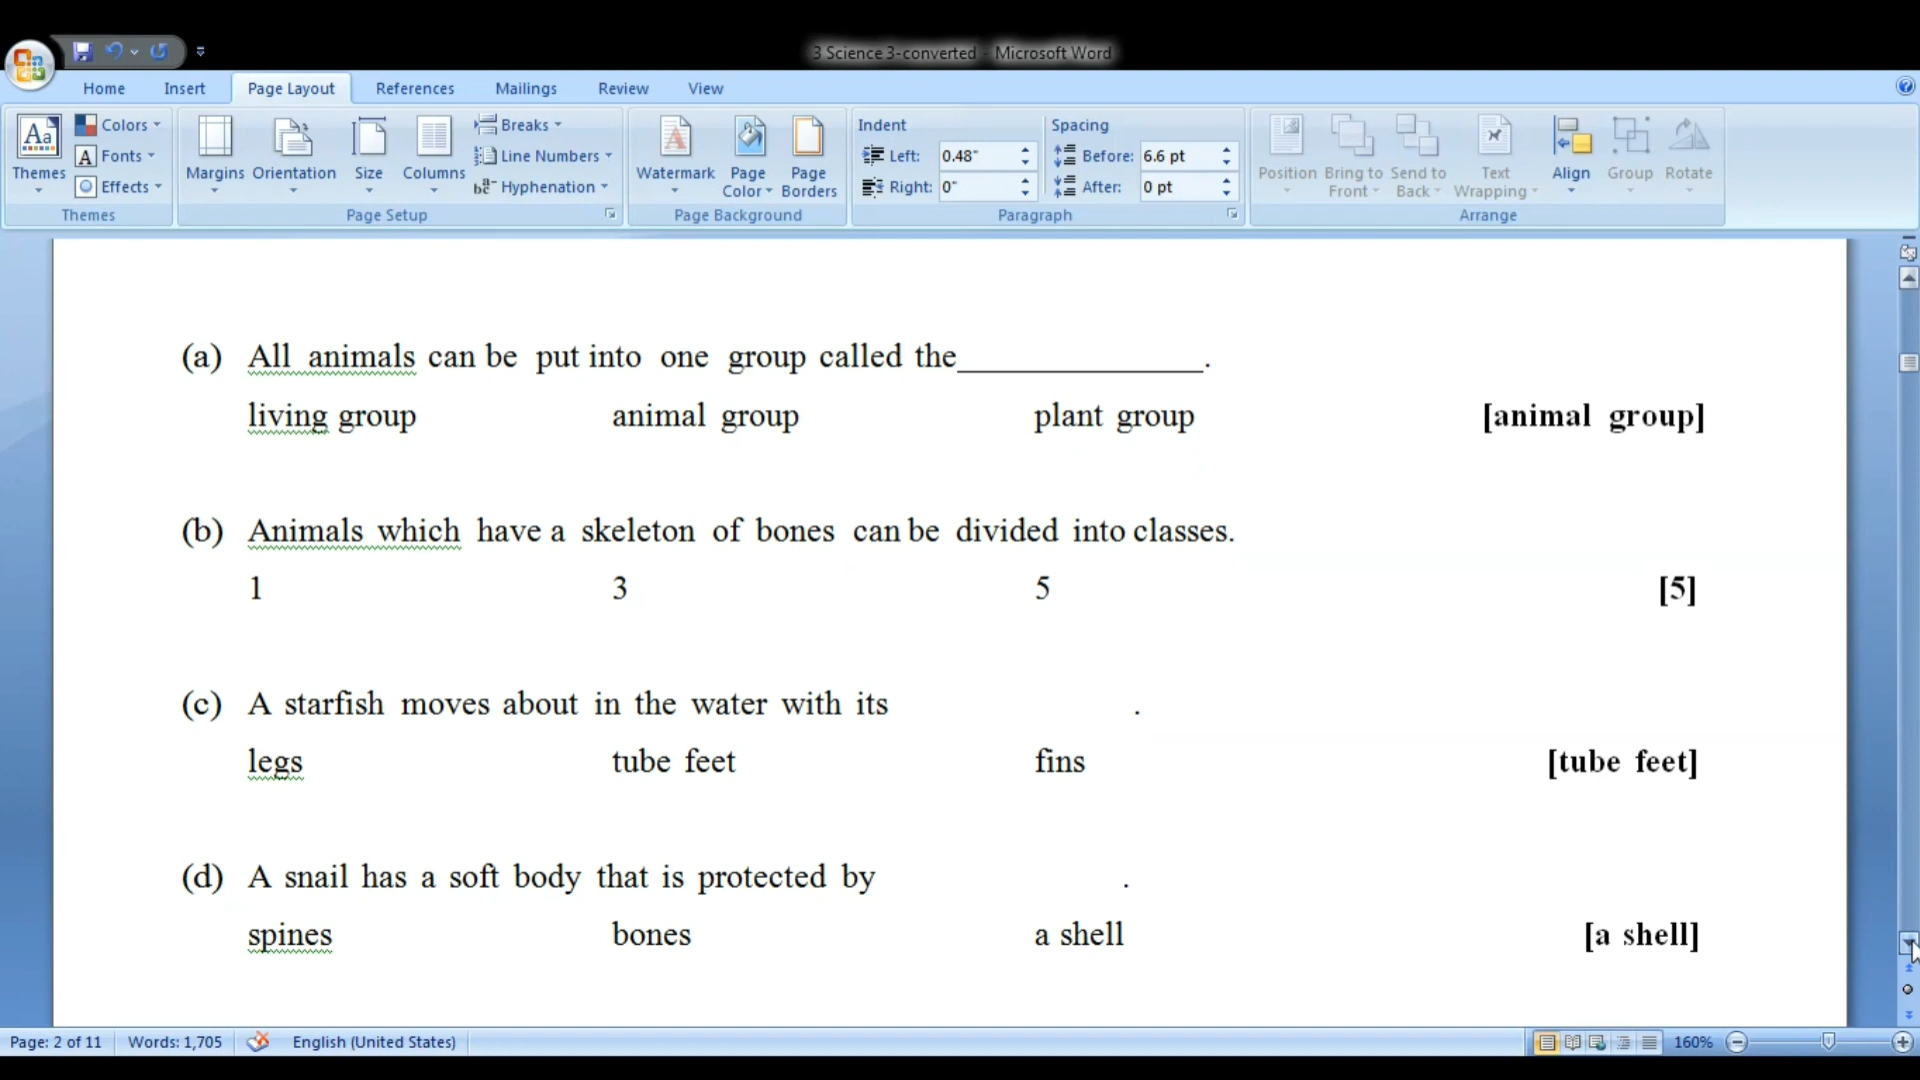 3 Science 3-converted - Microsoft Word
Home Insert Page Layout References Mailings Review View
Themes
Colors
Fonts
Effects
Themes
Margins Orientation Size Columns
Breaks
Line Numbers
Hyphenation
Page Setup
Watermark
Page Color
Page Borders
Page Background
Indent
Left: 0.48"
Right: 0"
Spacing
Before: 6.6 pt
After: 0 pt
Paragraph
Position
Bring to Front
Send to Back
Text Wrapping
Align
Group
Rotate
Arrange
(a) All animals can be put into one group called the_______________.
living group animal group plant group [animal group]
(b) Animals which have a skeleton of bones can be divided into classes.
1 3 5 [5]
(c) A starfish moves about in the water with its .
legs tube feet fins [tube feet]
(d) A snail has a soft body that is protected by .
spines bones a shell [a shell]
Page: 2 of 11 Words: 1,705 English (United States) 160%